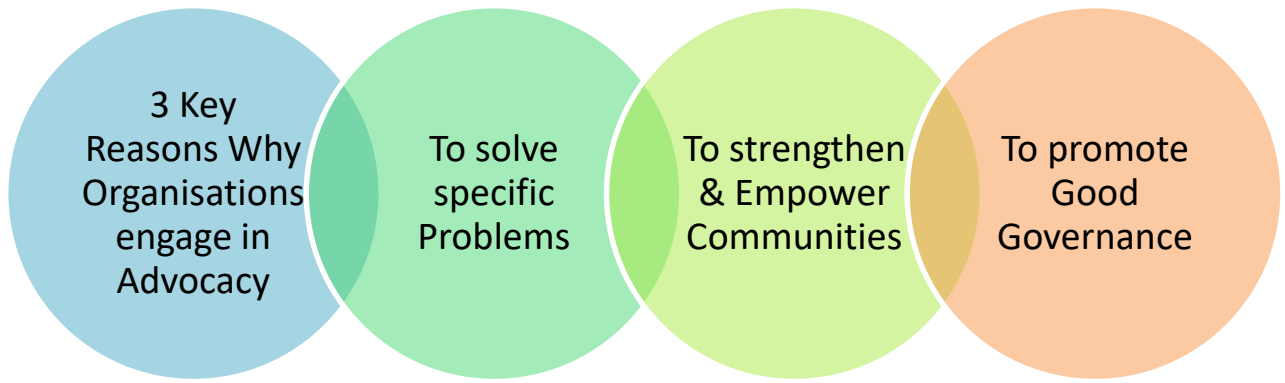 3 Key
Reasons Why
Organisations
engage in
Advocacy
To solve
specific
Problems
To strengthen
& Empower
Communities
To promote
Good
Governance